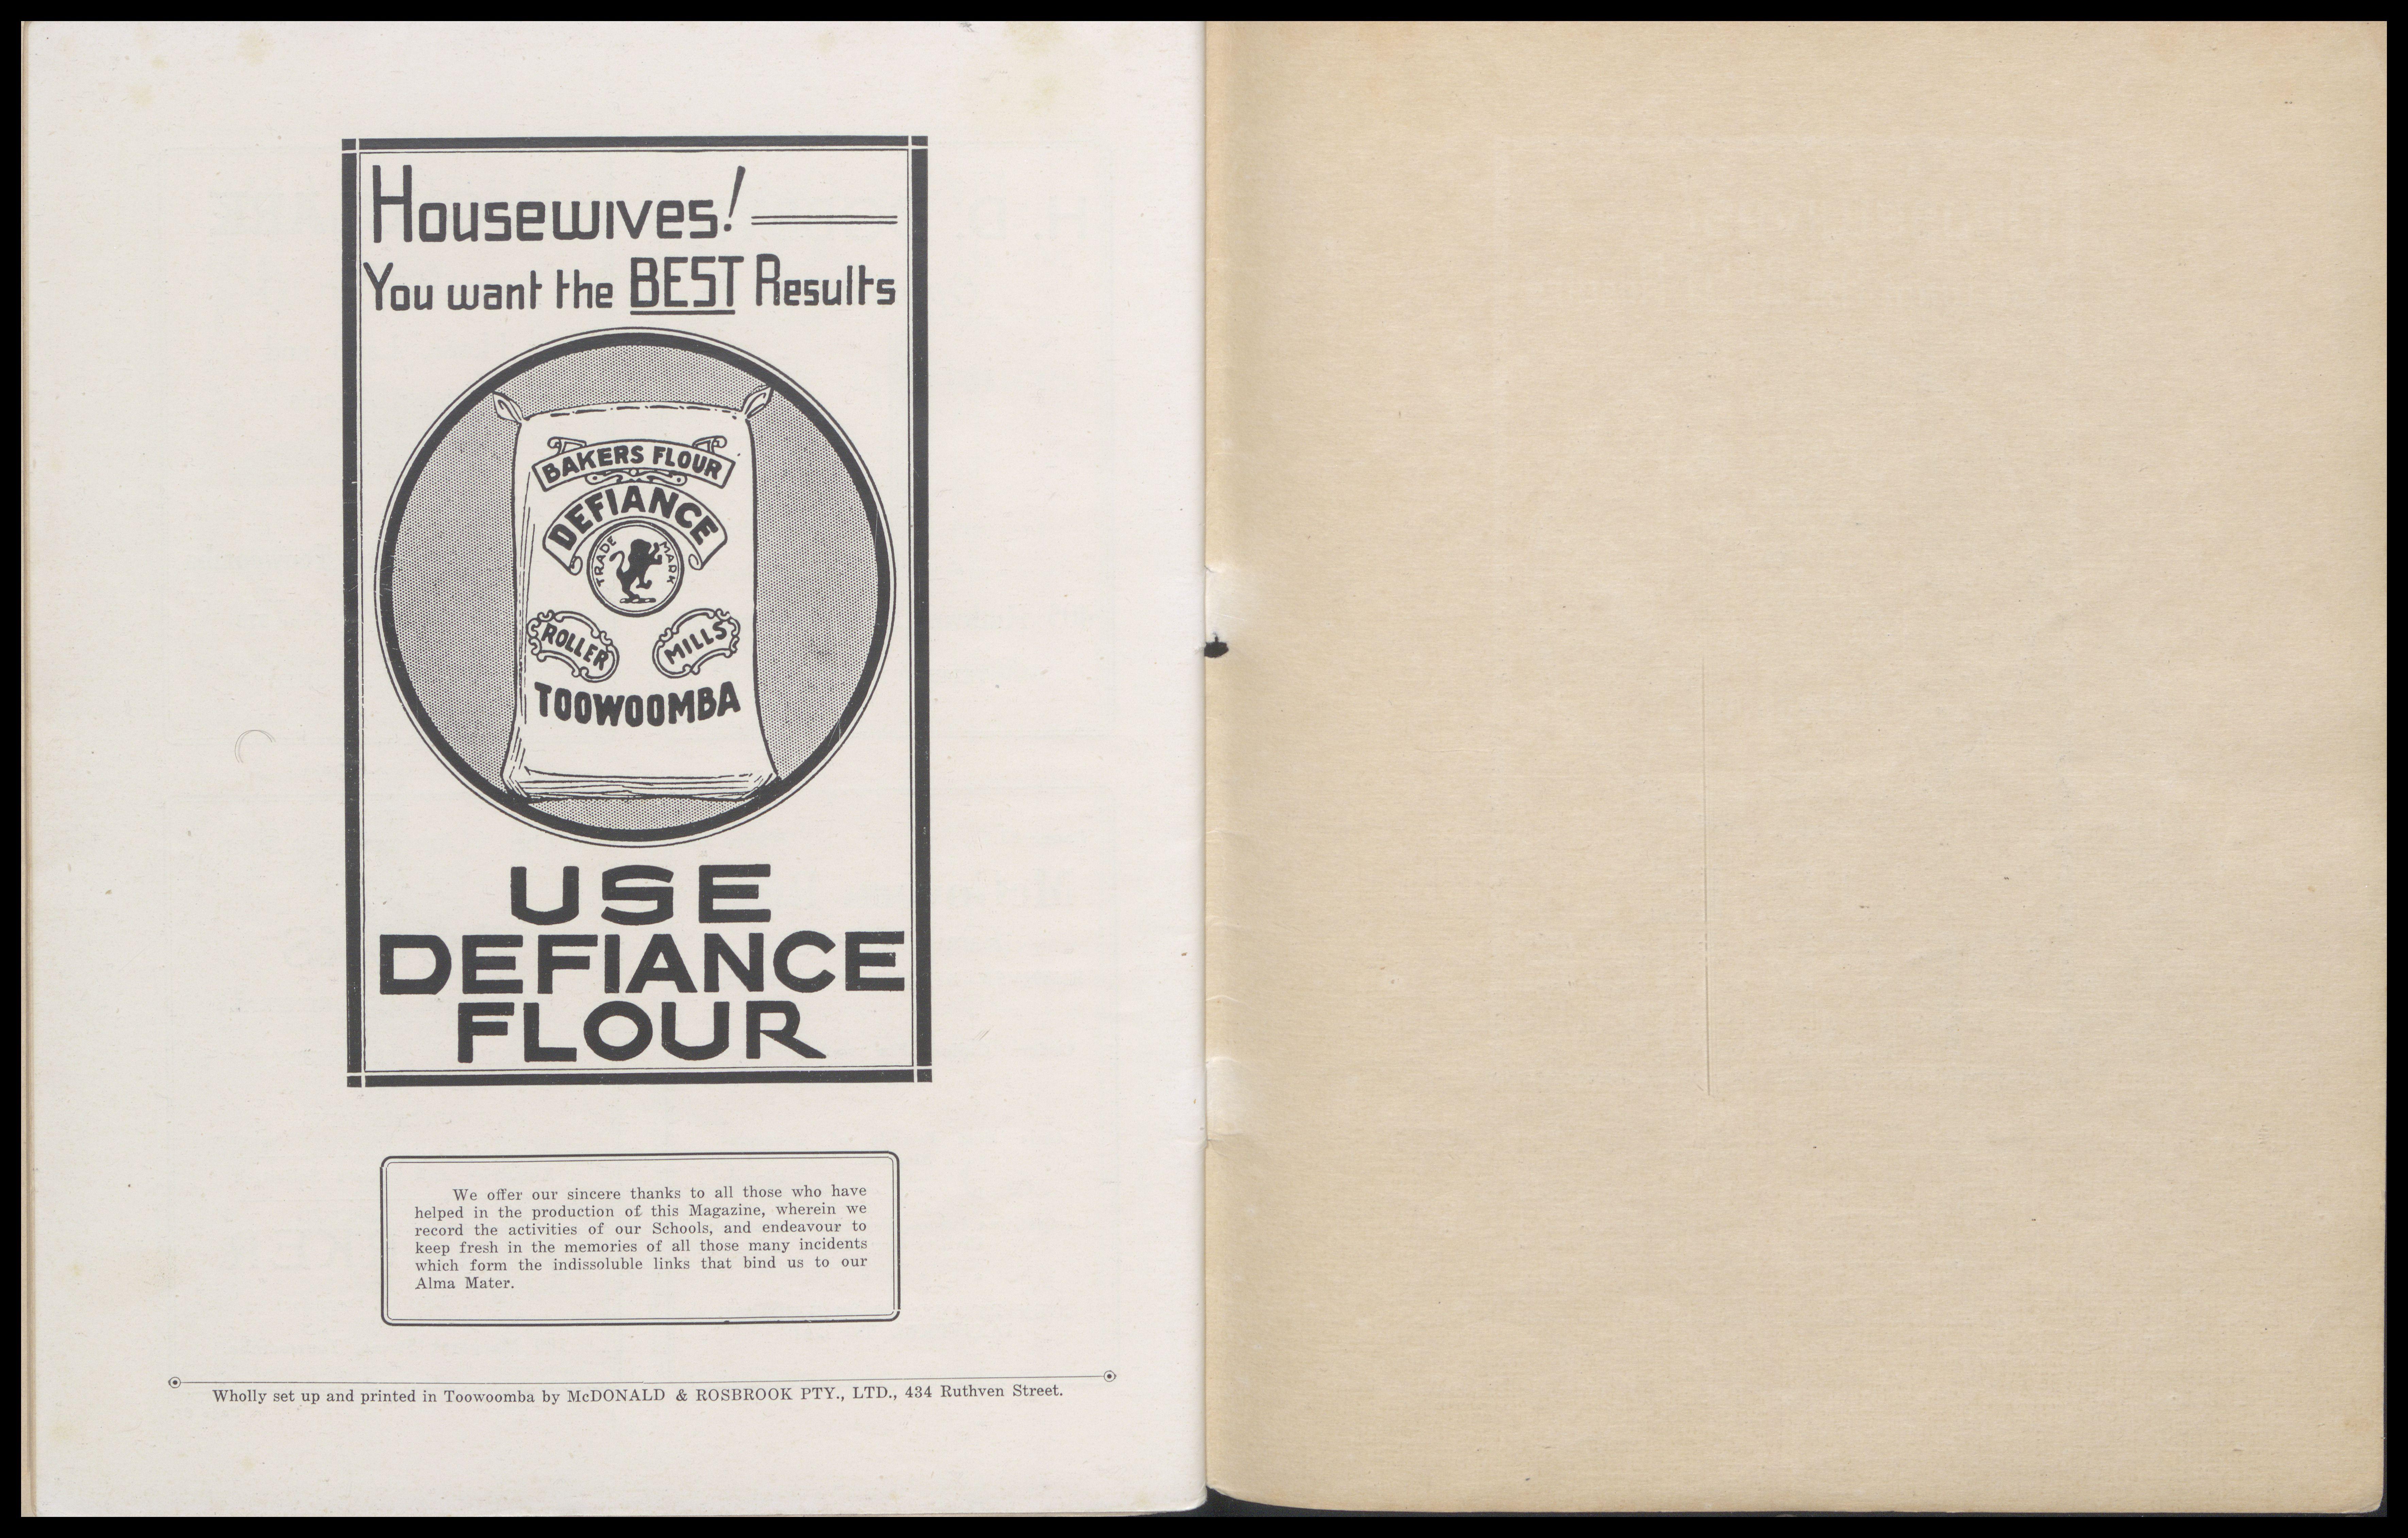 Housewives!
You want the BEST Results
BAKERS FLOUR
DEFIANCE
TRADE MARK
ROLLER MILLS
TOOWOOMBA
USE
DEFIANCE
FLOUR
We offer our sincere thanks to all those who have
helped in the production of this Magazine, wherein we
record the activities of our Schools, and endeavour to
keep fresh in the memories of all those many incidents
which form the indissoluble links that bind us to our
Alma Mater.
Wholly set up and printed in Toowoomba by McDONALD & ROSBROOK PTY., LTD., 434 Ruthven Street.